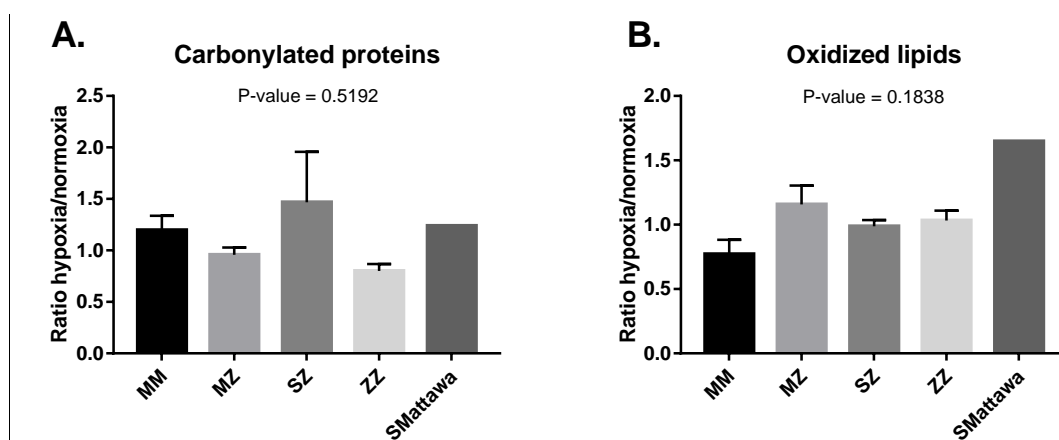 A.
Carbonylated proteins
P-value = 0.5192
Ratio hypoxia/normoxia
2.5
2.0
1.5
1.0
0.5
0.0
MM
MZ
SZ
ZZ
SMattawa
B.
Oxidized lipids
P-value = 0.1838
Ratio hypoxia/normoxia
2.0
1.5
1.0
0.5
0.0
MM
MZ
SZ
ZZ
SMattawa